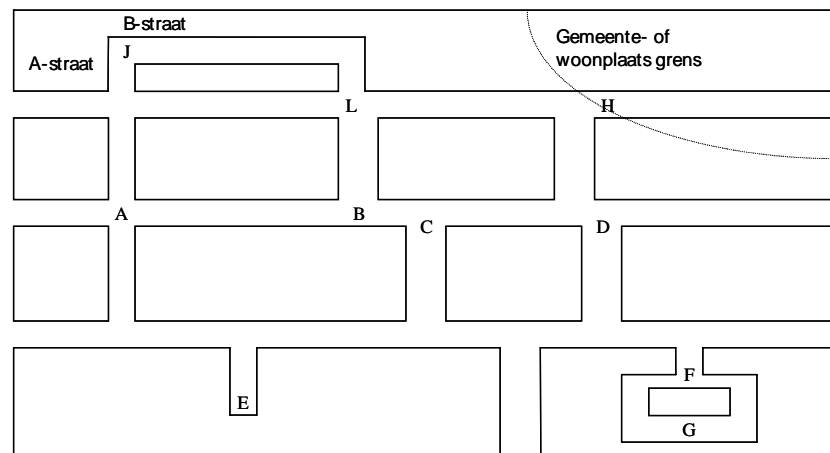 B-straat
Gemeente- of
woonplaats grens
J
A-straat
L
H
A
B
C
D
E
F
G